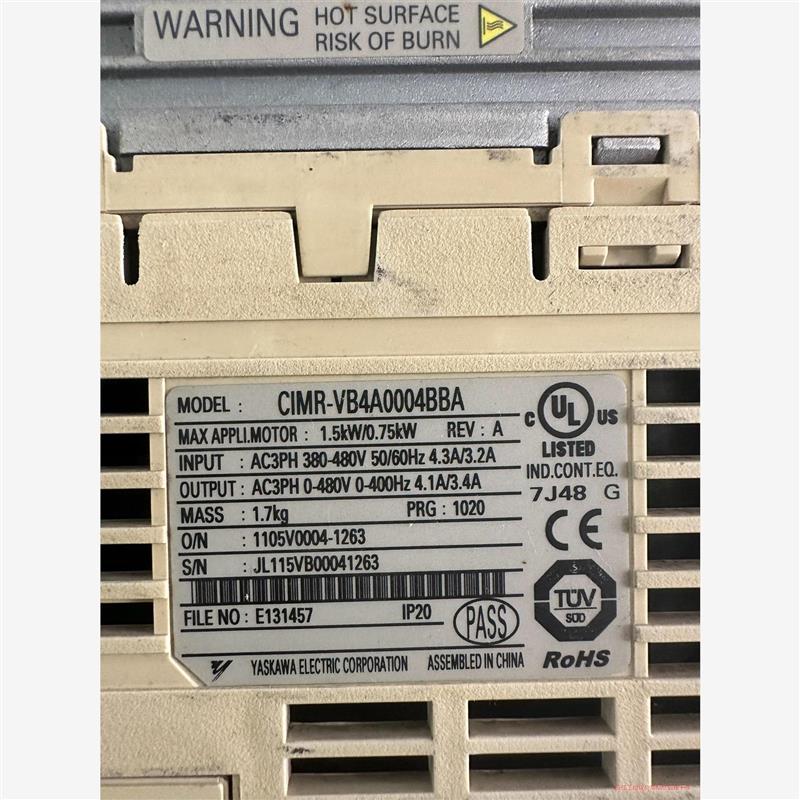 WARNING HOT SURFACE
RISK OF BURN
MODEL : CIMR-VB4A0004BBA
MAX APPLI.MOTOR : 1.5kW/0.75kW REV : A
INPUT : AC3PH 380-480V 50/60Hz 4.3A/3.2A
OUTPUT : AC3PH 0-480V 0-400Hz 4.1A/3.4A
MASS : 1.7kg PRG : 1020
O/N : 1105V0004-1263
S/N : JL115VB00041263
FILE NO : E131457 IP20
PASS
YASKAWA ELECTRIC CORPORATION ASSEMBLED IN CHINA
C UL US
LISTED
IND.CONT.EQ.
7J48 G
CE
TÜV
SÜD
RoHS